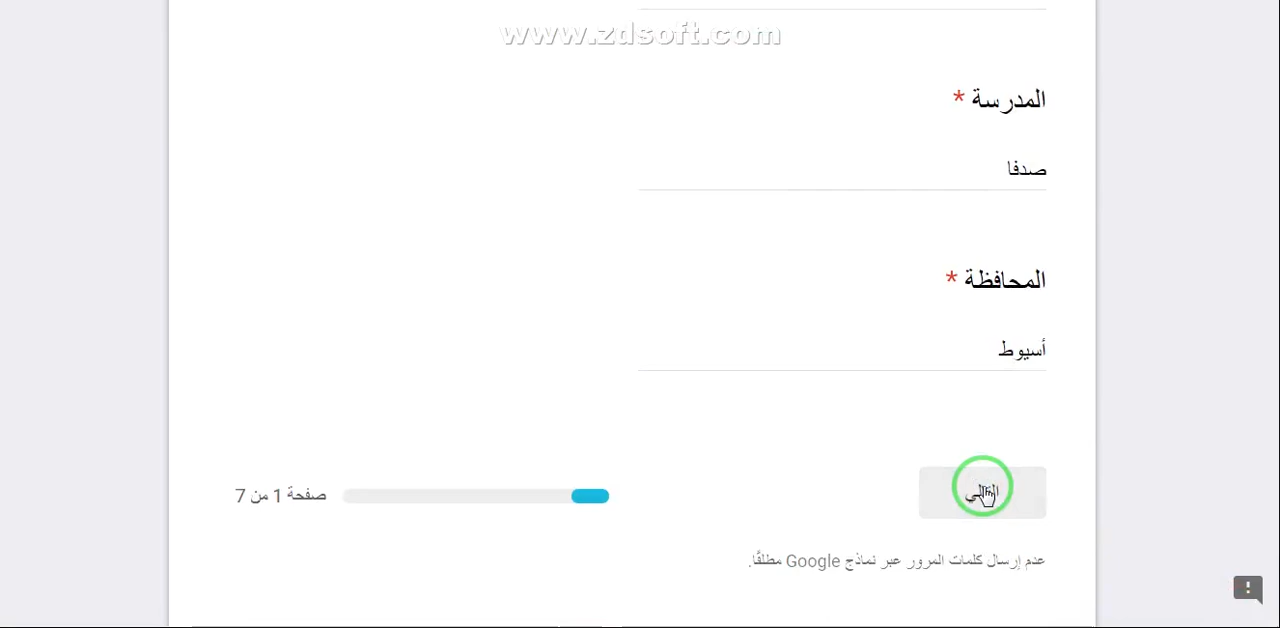 www.zdsoft.com
المدرسة *
صدفا
المحافظة *
أسيوط
التالي
صفحة 1 من 7
عدم إرسال كلمات المرور عبر نماذج Google مطلقًا.